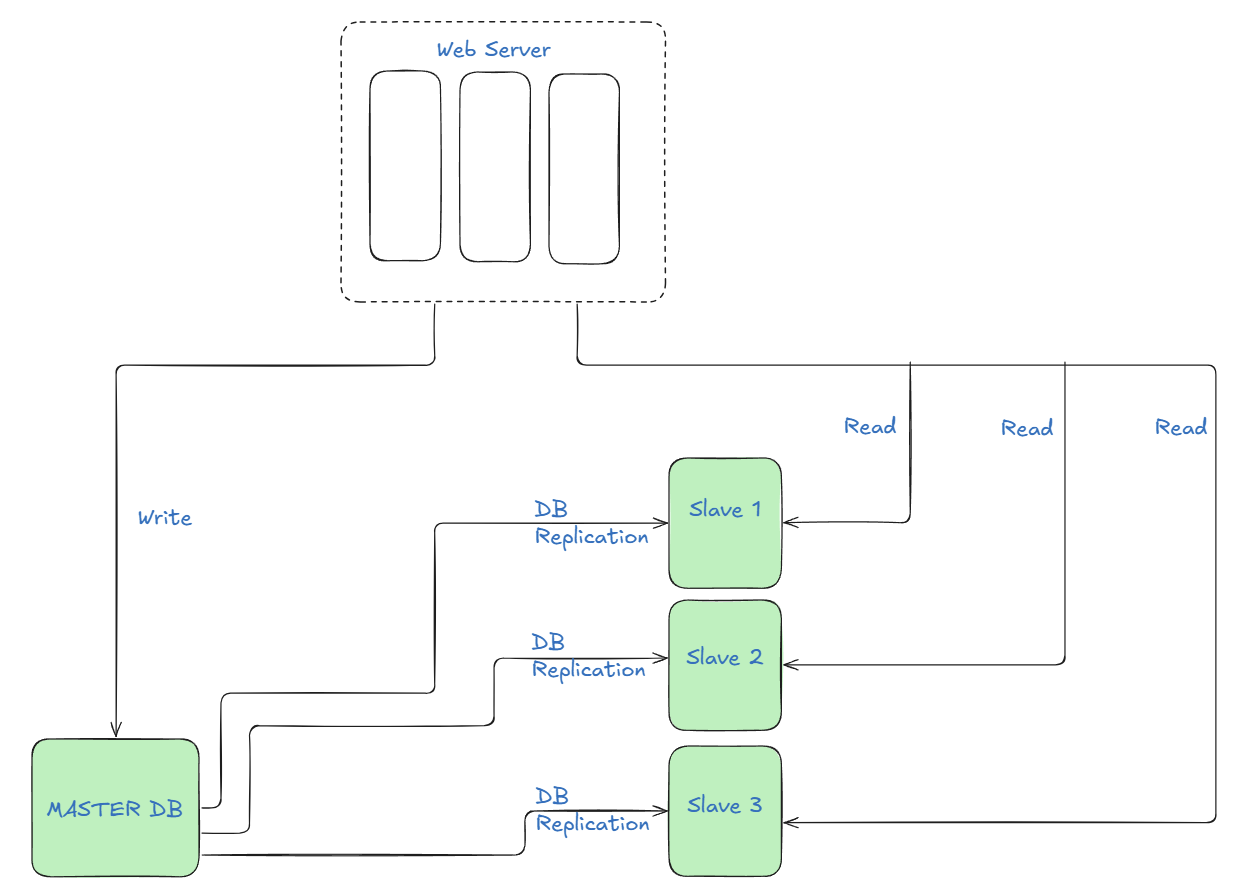 Web Server
Read
Read
Read
Write
DB
Replication
Slave 1
DB
Replication
Slave 2
DB
Replication
Slave 3
MASTER DB